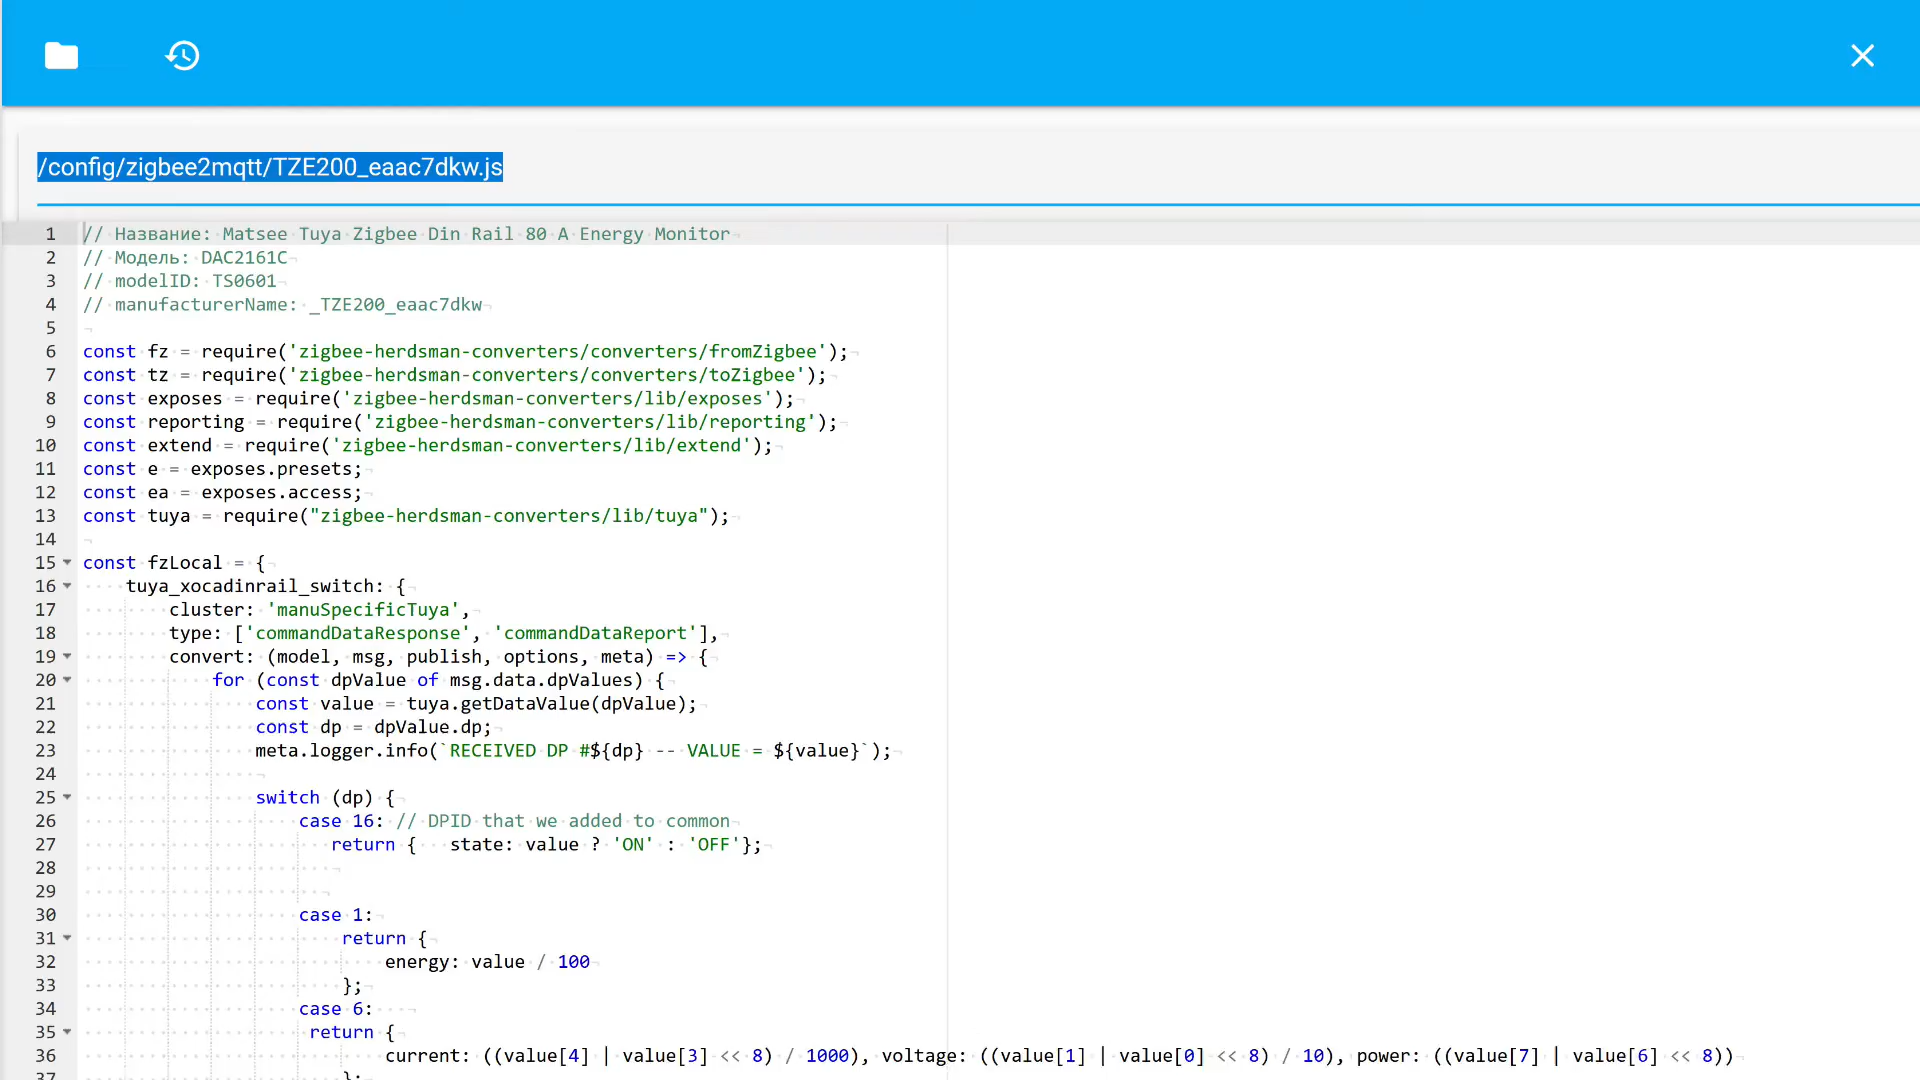 /config/zigbee2mqtt/TZE200_eaac7dkw.js
1 // Название: Matsee Tuya Zigbee Din Rail 80 A Energy Monitor
2 // Модель: DAC2161C
3 // modelID: TS0601
4 // manufacturerName: _TZE200_eaac7dkw
5
6 const fz = require('zigbee-herdsman-converters/converters/fromZigbee');
7 const tz = require('zigbee-herdsman-converters/converters/toZigbee');
8 const exposes = require('zigbee-herdsman-converters/lib/exposes');
9 const reporting = require('zigbee-herdsman-converters/lib/reporting');
10 const extend = require('zigbee-herdsman-converters/lib/extend');
11 const e = exposes.presets;
12 const ea = exposes.access;
13 const tuya = require("zigbee-herdsman-converters/lib/tuya");
14
15 const fzLocal = {
16 tuya_xocadinrail_switch: {
17 cluster: 'manuSpecificTuya',
18 type: ['commandDataResponse', 'commandDataReport'],
19 convert: (model, msg, publish, options, meta) => {
20 for (const dpValue of msg.data.dpValues) {
21 const value = tuya.getDataValue(dpValue);
22 const dp = dpValue.dp;
23 meta.logger.info(`RECEIVED DP #${dp} -- VALUE = ${value}`);
24
25 switch (dp) {
26 case 16: // DPID that we added to common
27 return { state: value ? 'ON' : 'OFF'};
28
29
30 case 1:
31 return {
32 energy: value / 100
33 };
34 case 6:
35 return {
36 current: ((value[4] | value[3] << 8) / 1000), voltage: ((value[1] | value[0] << 8) / 10), power: ((value[7] | value[6] << 8))
37 };